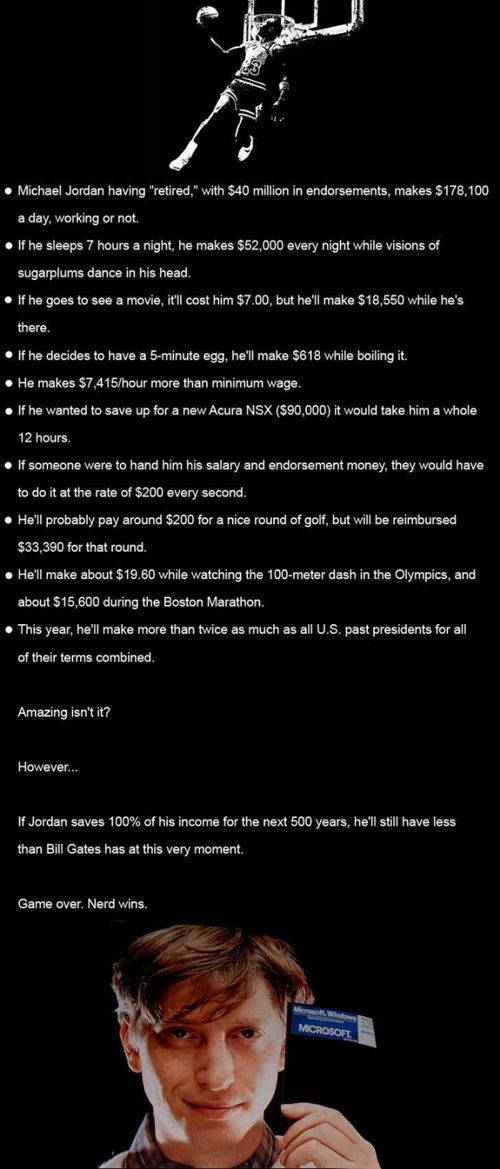 23
● Michael Jordan having "retired," with $40 million in endorsements, makes $178,100
a day, working or not.
● If he sleeps 7 hours a night, he makes $52,000 every night while visions of
sugarplums dance in his head.
● If he goes to see a movie, it'll cost him $7.00, but he'll make $18,550 while he's
there.
● If he decides to have a 5-minute egg, he'll make $618 while boiling it.
● He makes $7,415/hour more than minimum wage.
● If he wanted to save up for a new Acura NSX ($90,000) it would take him a whole
12 hours.
● If someone were to hand him his salary and endorsement money, they would have
to do it at the rate of $200 every second.
● He'll probably pay around $200 for a nice round of golf, but will be reimbursed
$33,390 for that round.
● He'll make about $19.60 while watching the 100-meter dash in the Olympics, and
about $15,600 during the Boston Marathon.
● This year, he'll make more than twice as much as all U.S. past presidents for all
of their terms combined.
Amazing isn't it?
However...
If Jordan saves 100% of his income for the next 500 years, he'll still have less
than Bill Gates has at this very moment.
Game over. Nerd wins.
Microsoft Windows
MICROSOFT